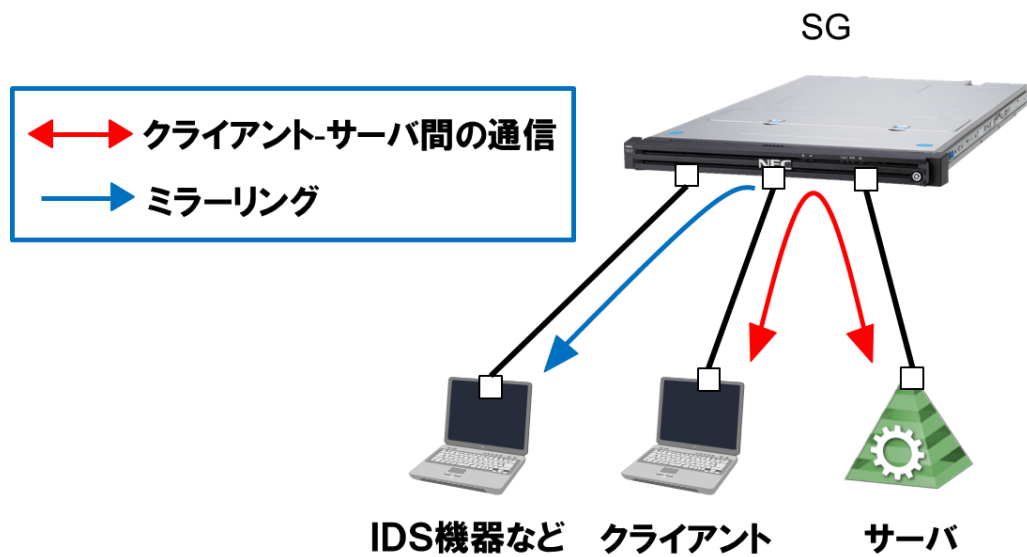 SG
クライアント-サーバ間の通信
ミラーリング
NEC
IDS機器など
クライアント
サーバ